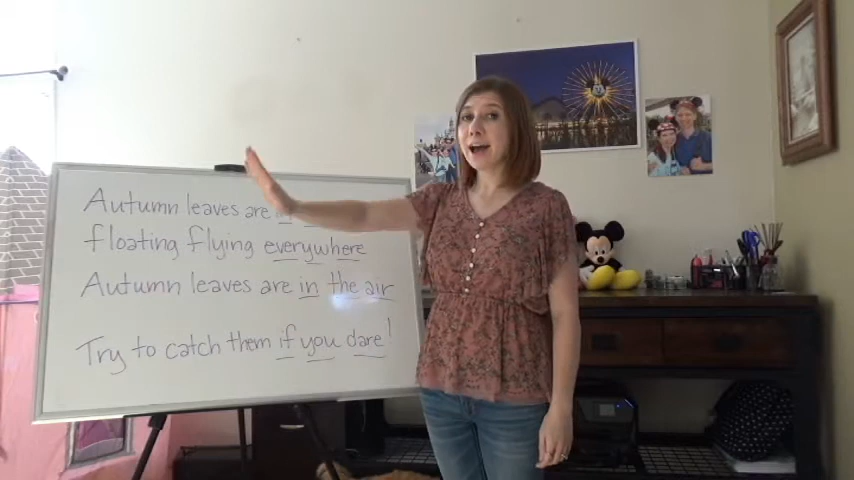 Autumn leaves are in
floating flying everywhere
Autumn leaves are in the air
Try to catch them if you dare!